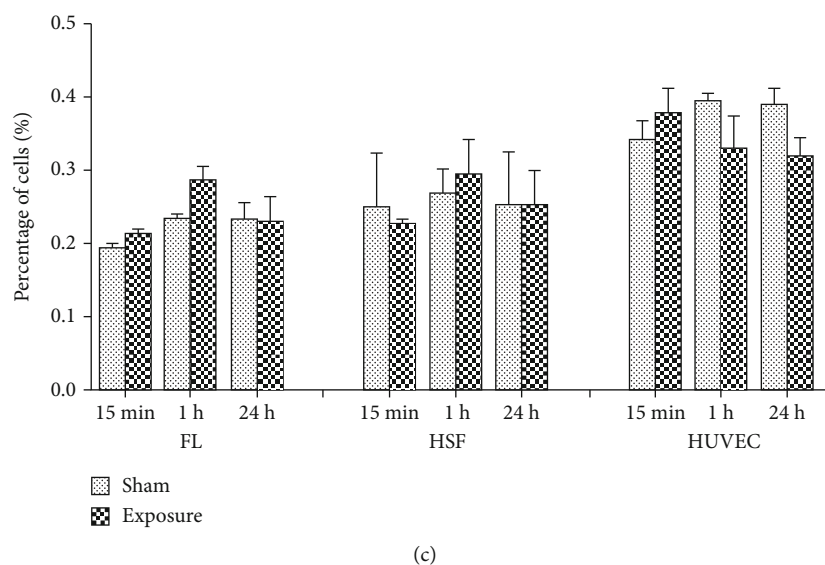 0.5
0.4
0.3
0.2
0.1
0.0
Percentage of cells (%)
15 min 1 h 24 h 15 min 1 h 24 h 15 min 1 h 24 h
FL HSF HUVEC
Sham
Exposure
(c)